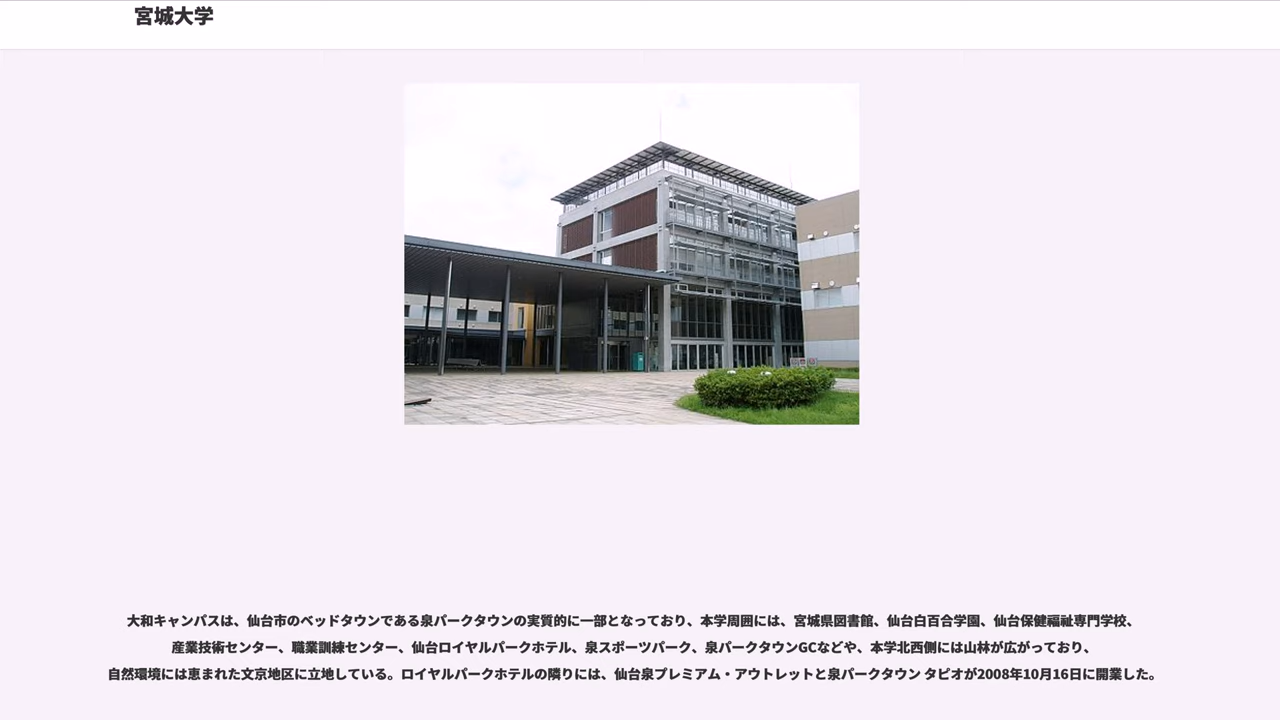 宮城大学
大和キャンパスは、仙台市のベッドタウンである泉パークタウンの実質的に一部となっており、本学周囲には、宮城県図書館、仙台白百合学園、仙台保健福祉専門学校、
産業技術センター、職業訓練センター、仙台ロイヤルパークホテル、泉スポーツパーク、泉パークタウンGCなどや、本学北西側には山林が広がっており、
自然環境には恵まれた文京地区に立地している。ロイヤルパークホテルの隣りには、仙台泉プレミアム・アウトレットと泉パークタウン タピオが2008年10月16日に開業した。